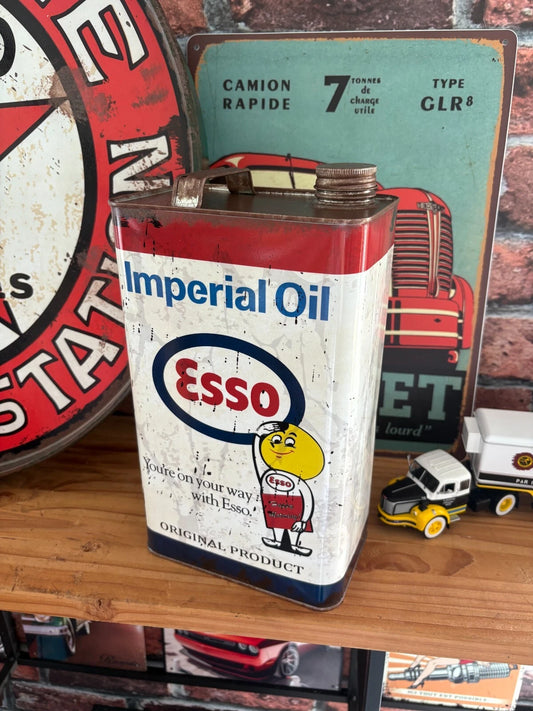 CAMION
RAPIDE
7 TONNES
de
charge
utile
TYPE
GLR8
STATION
Imperial Oil
Esso
You're on your way
with Esso.
Esso
ORIGINAL PRODUCT
lourd"